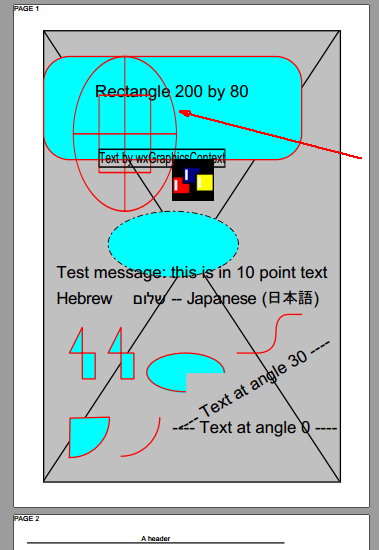 PAGE 1
Rectangle 200 by 80
Text by wxGraphicsContext
Test message: this is in 10 point text
Hebrew שלום -- Japanese (日本語)
---- Text at angle 30 ----
---- Text at angle 0 ----
PAGE 2
A header